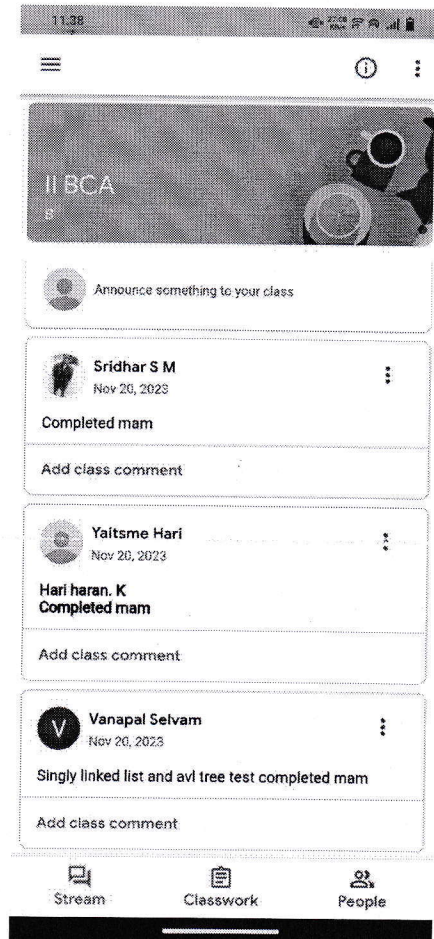 11.38
II BCA
B
Announce something to your class
Sridhar S M
Nov 20, 2023
Completed mam
Add class comment
Yaitsme Hari
Nov 20, 2023
Hari haran. K
Completed mam
Add class comment
V
Vanapal Selvam
Nov 20, 2023
Singly linked list and avl tree test completed mam
Add class comment
Stream
Classwork
People